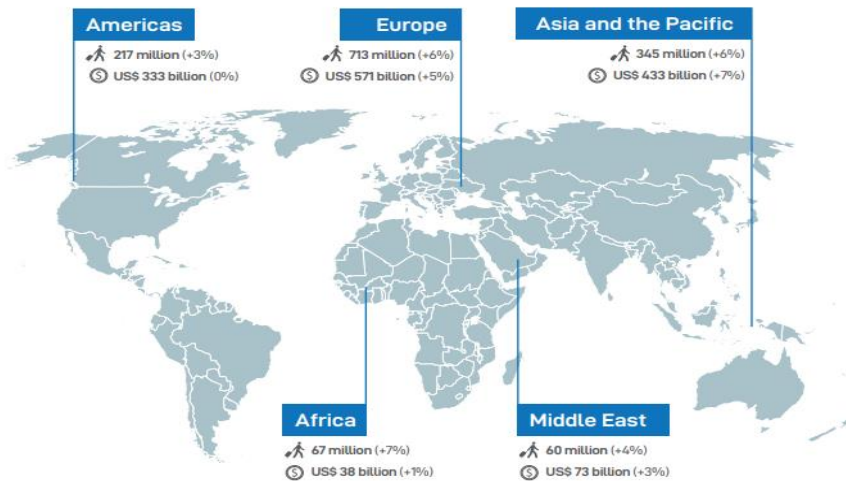 Americas
217 million (+3%)
US$ 333 billion (0%)
Europe
713 million (+6%)
US$ 571 billion (+5%)
Asia and the Pacific
345 million (+6%)
US$ 433 billion (+7%)
Africa
67 million (+7%)
US$ 38 billion (+1%)
Middle East
60 million (+4%)
US$ 73 billion (+3%)